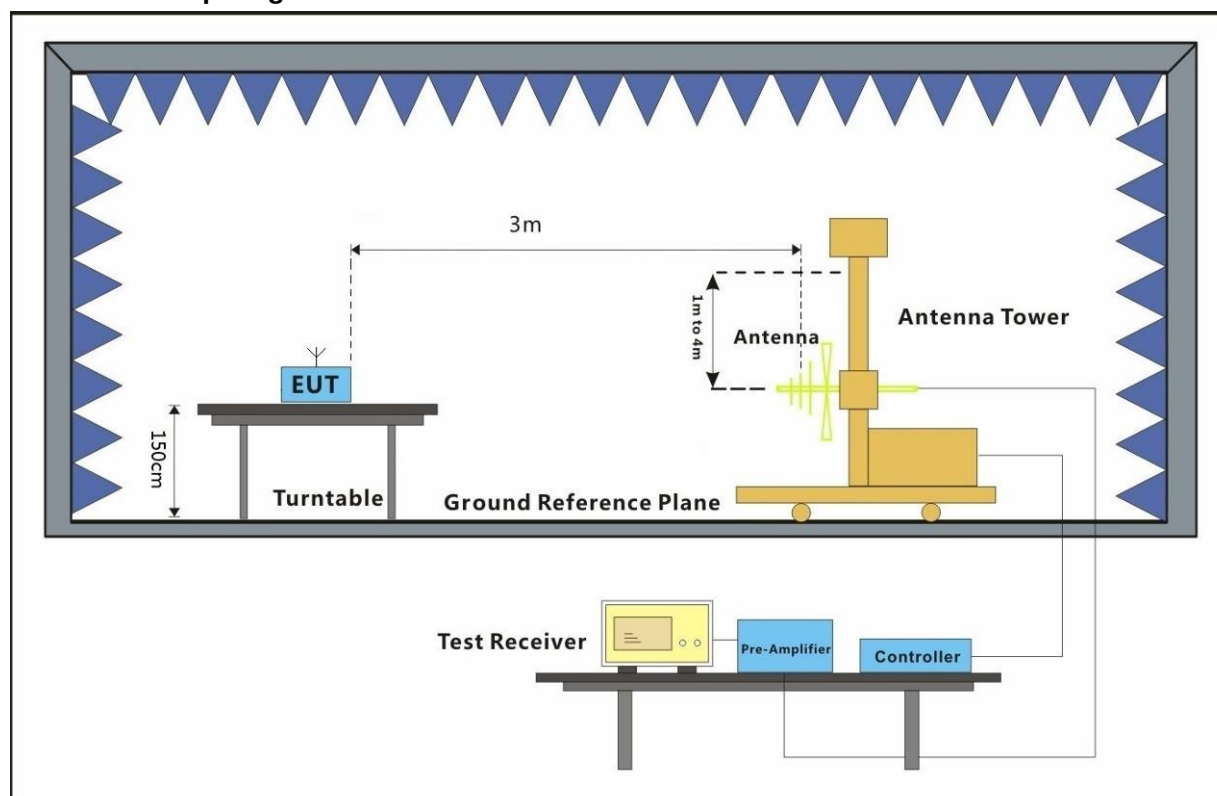 3m
1m to 4m
Antenna
Antenna Tower
EUT
150cm
Turntable
Ground Reference Plane
Test Receiver
Pre-Amplifier
Controller